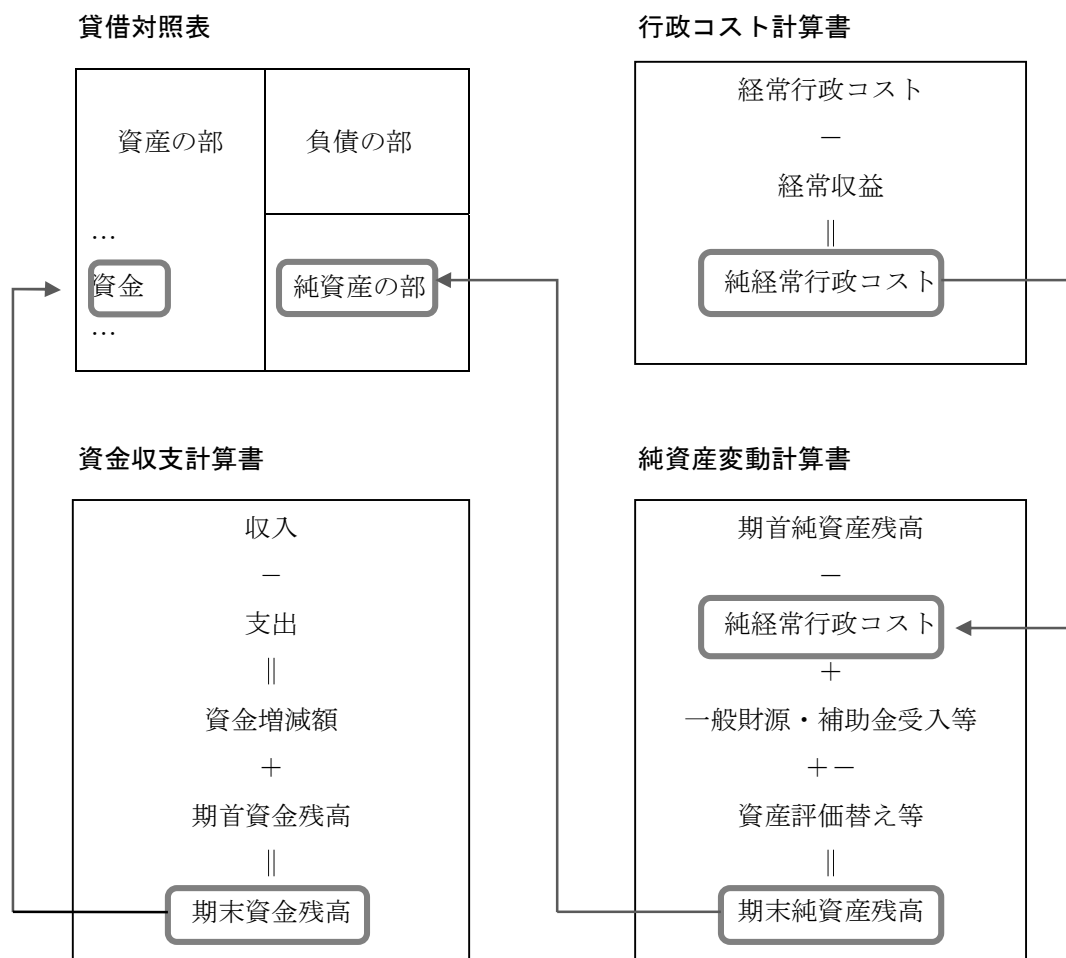 貸借対照表
資産の部
負債の部
…
資金
…
純資産の部
行政コスト計算書
経常行政コスト
－
経常収益
||
純経常行政コスト
資金収支計算書
収入
－
支出
||
資金増減額
＋
期首資金残高
||
期末資金残高
純資産変動計算書
期首純資産残高
－
純経常行政コスト
＋
一般財源・補助金受入等
＋－
資産評価替え等
||
期末純資産残高